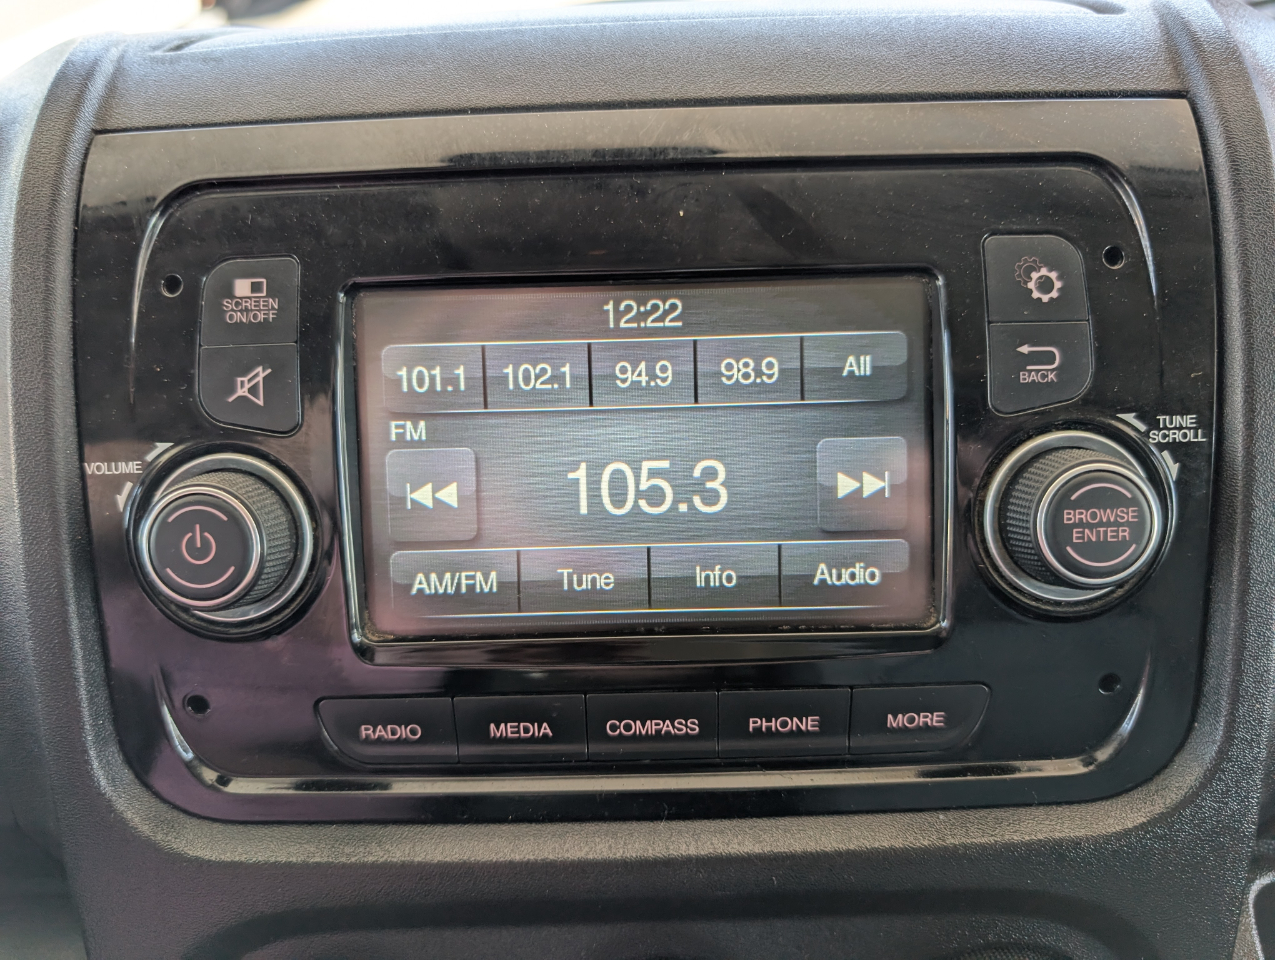 12:22
SCREEN
ON/OFF
101.1 102.1 94.9 98.9 All
BACK
FM
TUNE
SCROLL
VOLUME
105.3
BROWSE
ENTER
AM/FM Tune Info Audio
RADIO MEDIA COMPASS PHONE MORE